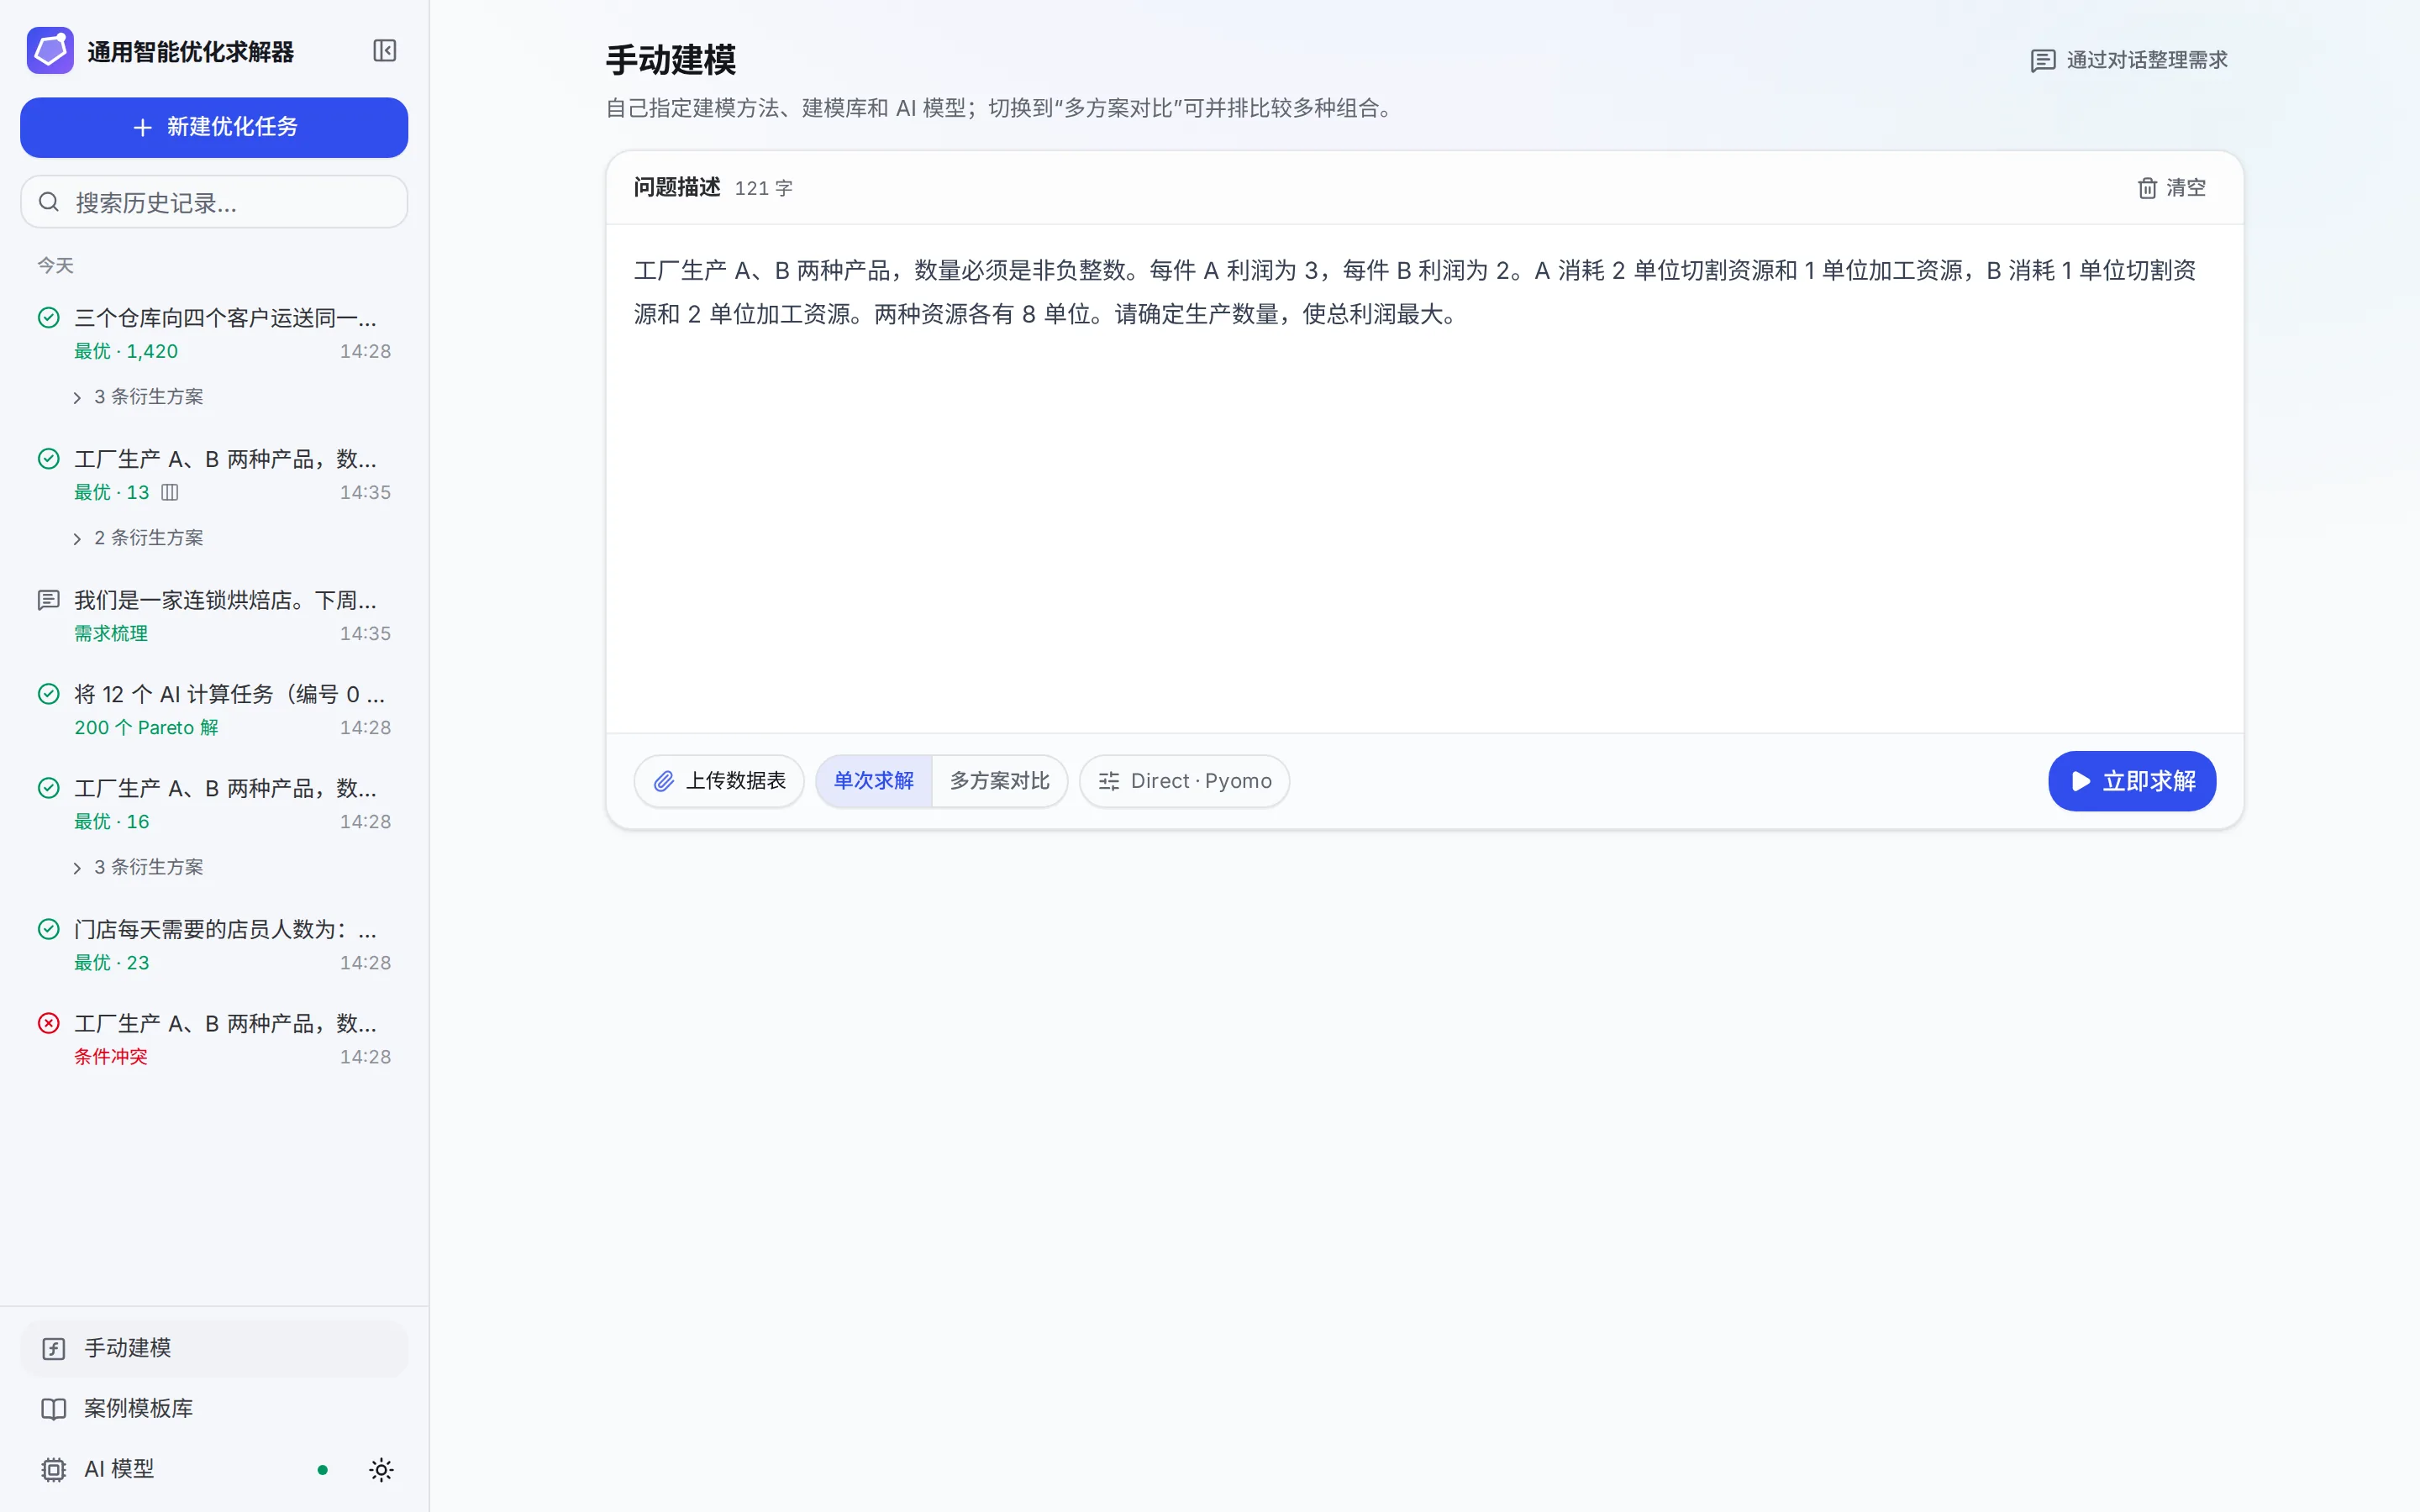 通用智能优化求解器
新建优化任务
搜索历史记录...
今天
三个仓库向四个客户运送同一...
最优 · 1,420
14:28
3 条衍生方案
工厂生产 A、B 两种产品，数...
最优 · 13
14:35
2 条衍生方案
我们是一家连锁烘焙店。下周...
需求梳理
14:35
将 12 个 AI 计算任务（编号 0 ...
200 个 Pareto 解
14:28
工厂生产 A、B 两种产品，数...
最优 · 16
14:28
3 条衍生方案
门店每天需要的店员人数为：...
最优 · 23
14:28
工厂生产 A、B 两种产品，数...
条件冲突
14:28
手动建模
案例模板库
AI 模型
手动建模
通过对话整理需求
自己指定建模方法、建模库和 AI 模型；切换到“多方案对比”可并排比较多种组合。
问题描述 121 字
清空
工厂生产 A、B 两种产品，数量必须是非负整数。每件 A 利润为 3，每件 B 利润为 2。A 消耗 2 单位切割资源和 1 单位加工资源，B 消耗 1 单位切割资
源和 2 单位加工资源。两种资源各有 8 单位。请确定生产数量，使总利润最大。
上传数据表
单次求解
多方案对比
Direct · Pyomo
立即求解